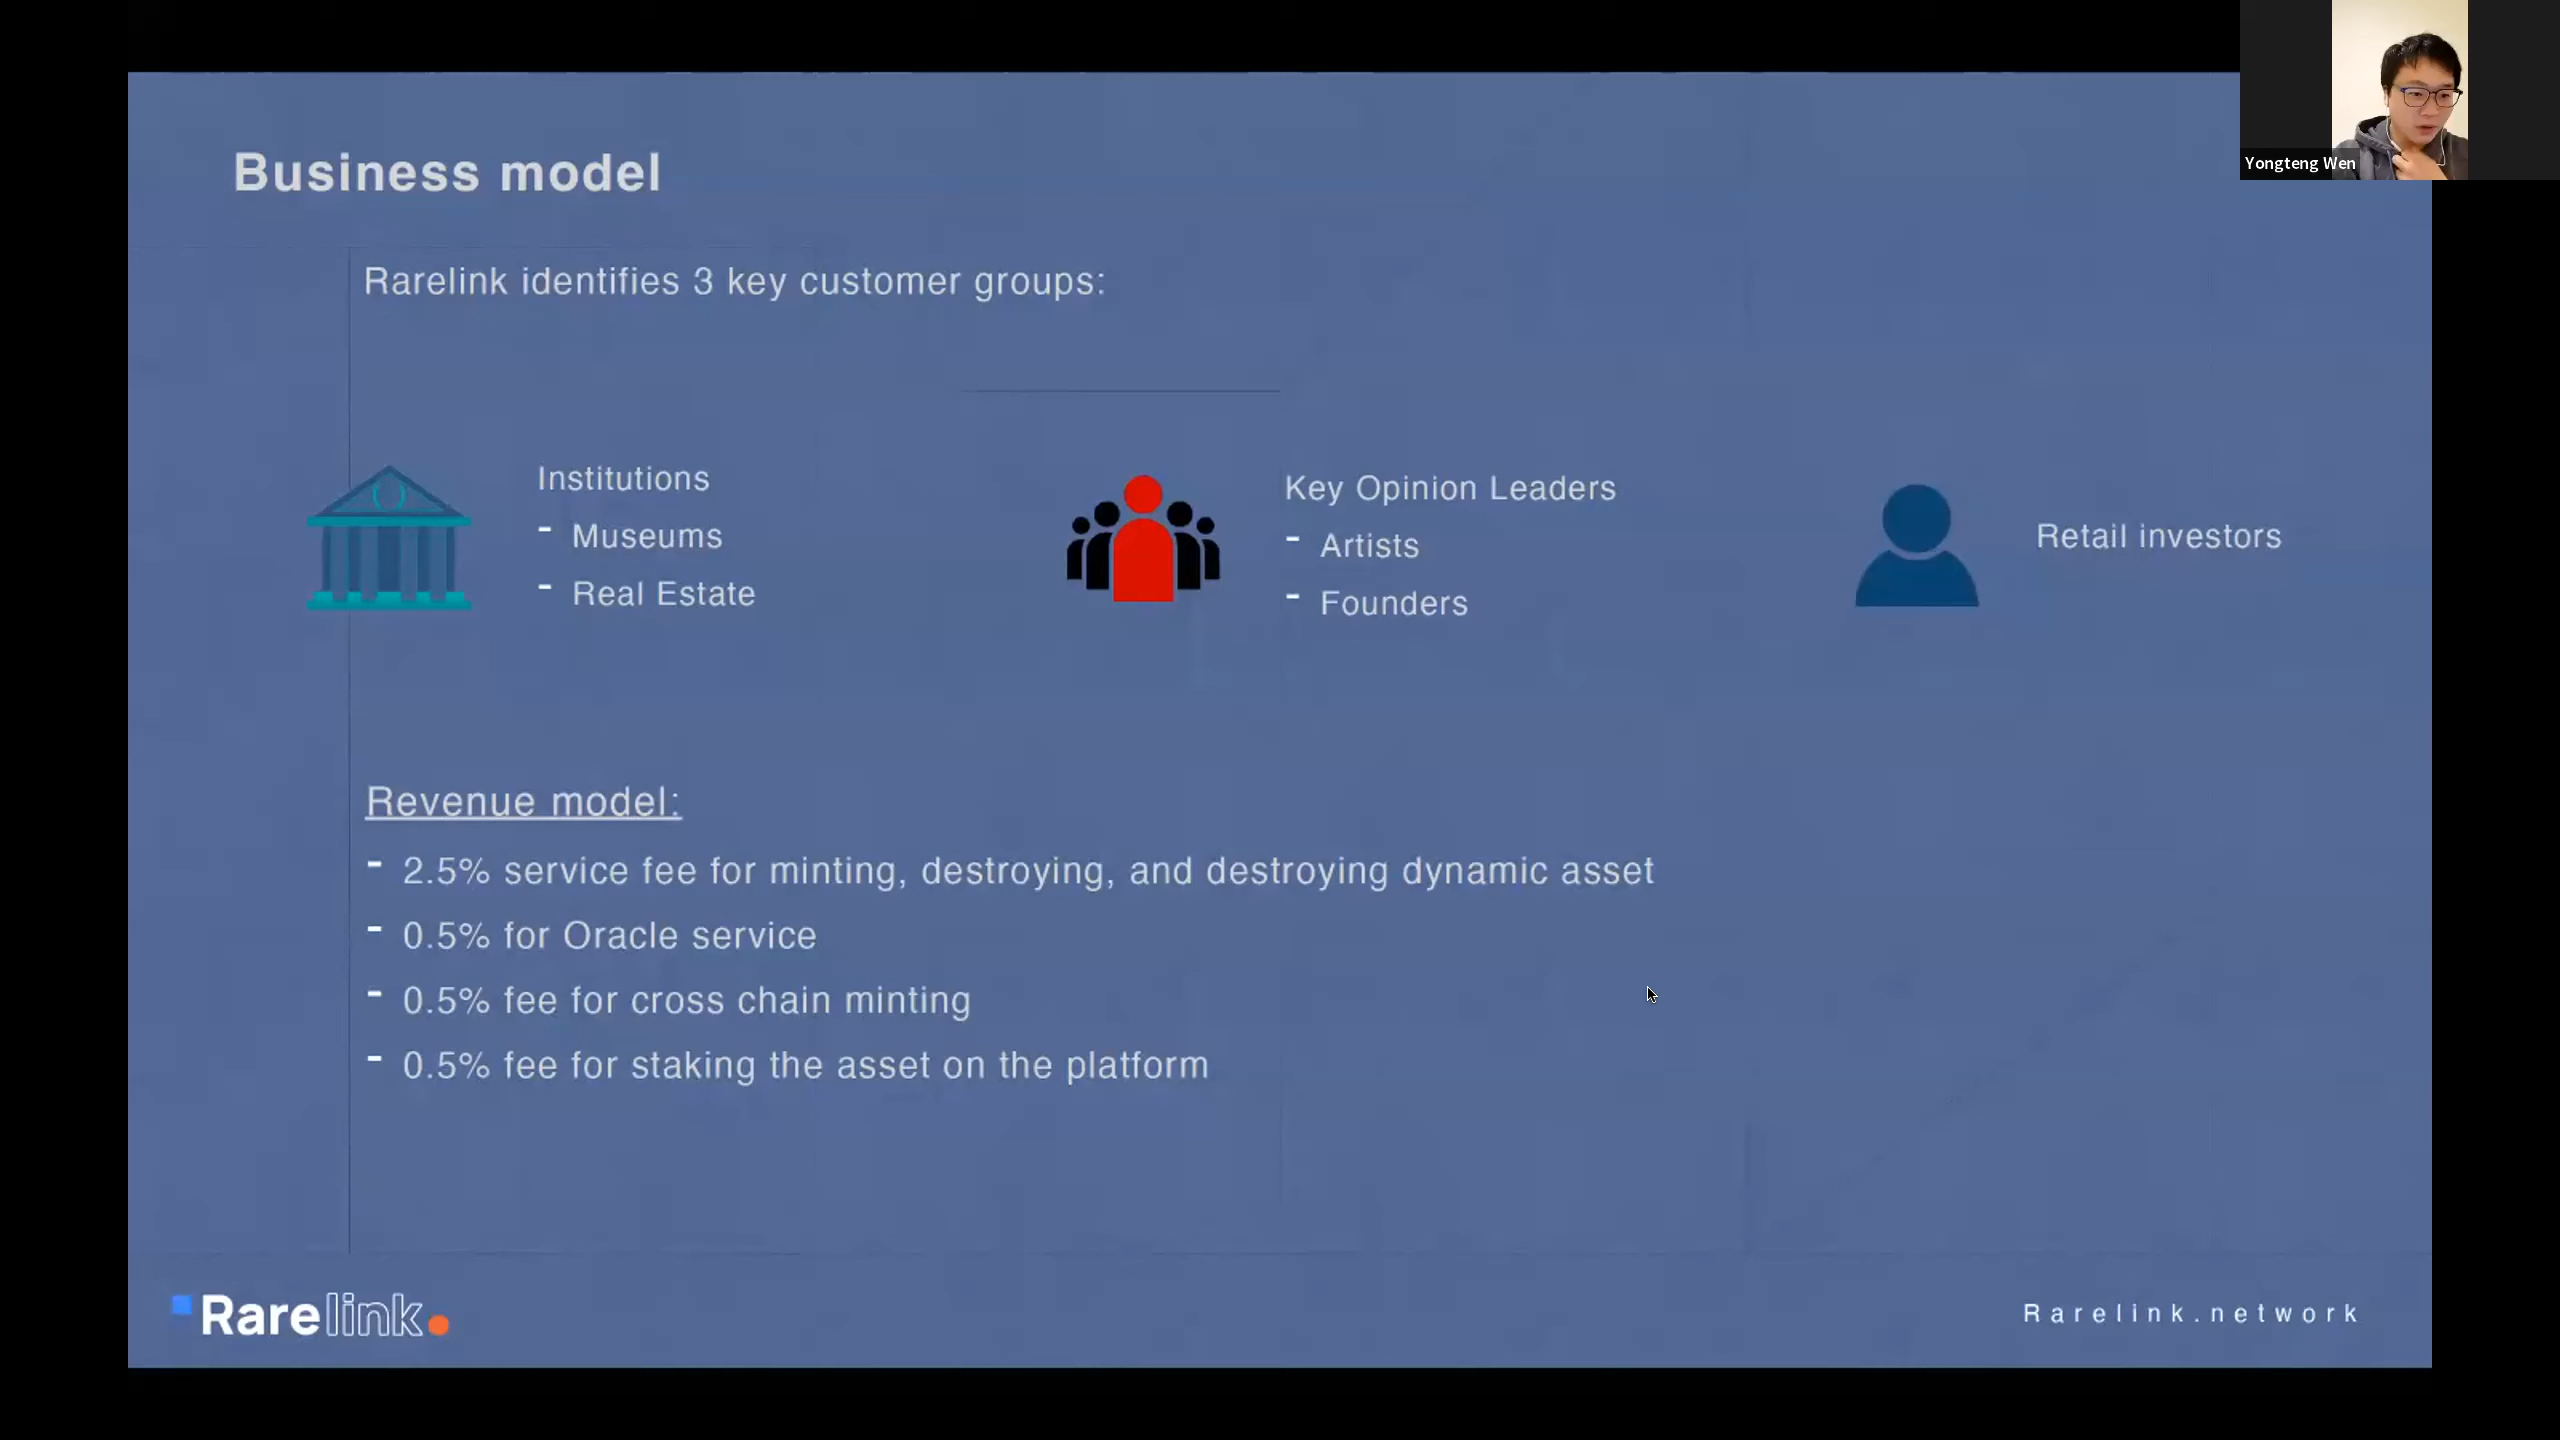 Yongteng Wen
Business model
Rarelink identifies 3 key customer groups:
Institutions
- Museums
- Real Estate
Key Opinion Leaders
- Artists
- Founders
Retail investors
Revenue model:
- 2.5% service fee for minting, destroying, and destroying dynamic asset
- 0.5% for Oracle service
- 0.5% fee for cross chain minting
- 0.5% fee for staking the asset on the platform
Rarelink.
Rarelink.network